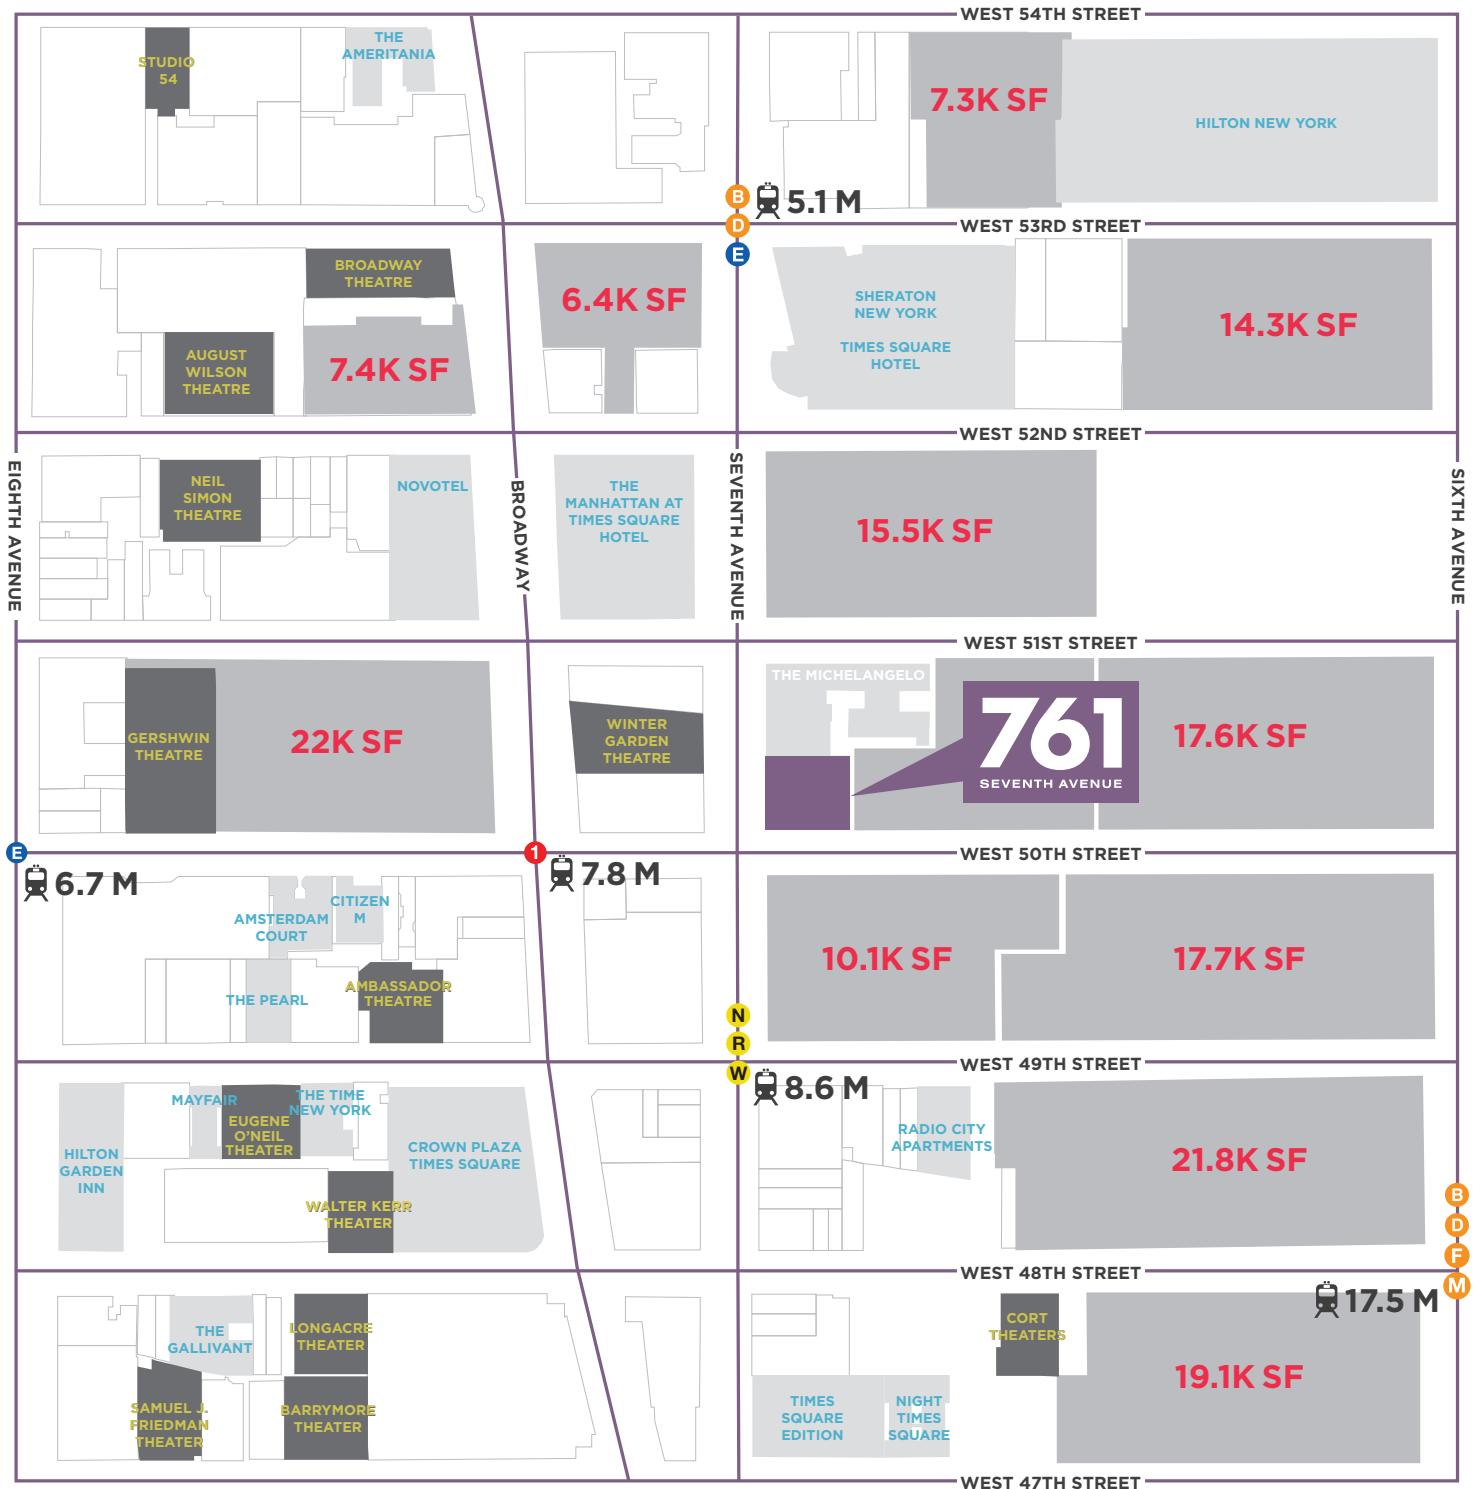 WEST 54TH STREET
STUDIO
54
THE
AMERITANIA
7.3K SF
HILTON NEW YORK
B
5.1 M
D
WEST 53RD STREET
E
BROADWAY
THEATRE
6.4K SF
SHERATON
NEW YORK
TIMES SQUARE
HOTEL
14.3K SF
AUGUST
WILSON
THEATRE
7.4K SF
WEST 52ND STREET
EIGHTH AVENUE
NEIL
SIMON
THEATRE
NOVOTEL
BROADWAY
THE
MANHATTAN AT
TIMES SQUARE
HOTEL
SEVENTH AVENUE
15.5K SF
SIXTH AVENUE
WEST 51ST STREET
THE MICHELANGELO
GERSHWIN
THEATRE
22K SF
WINTER
GARDEN
THEATRE
761
SEVENTH AVENUE
17.6K SF
E
1
WEST 50TH STREET
6.7 M
7.8 M
AMSTERDAM
COURT
CITIZEN
M
THE PEARL
AMBASSADOR
THEATRE
10.1K SF
17.7K SF
N
R
W
WEST 49TH STREET
8.6 M
MAYFAIR
THE TIME
NEW YORK
EUGENE
O'NEIL
THEATER
HILTON
GARDEN
INN
CROWN PLAZA
TIMES SQUARE
WALTER KERR
THEATER
RADIO CITY
APARTMENTS
21.8K SF
B
D
F
M
WEST 48TH STREET
17.5 M
THE
GALLIVANT
LONGACRE
THEATER
CORT
THEATERS
SAMUEL J.
FRIEDMAN
THEATER
BARRYMORE
THEATER
TIMES
SQUARE
EDITION
NIGHT
TIMES
SQUARE
19.1K SF
WEST 47TH STREET